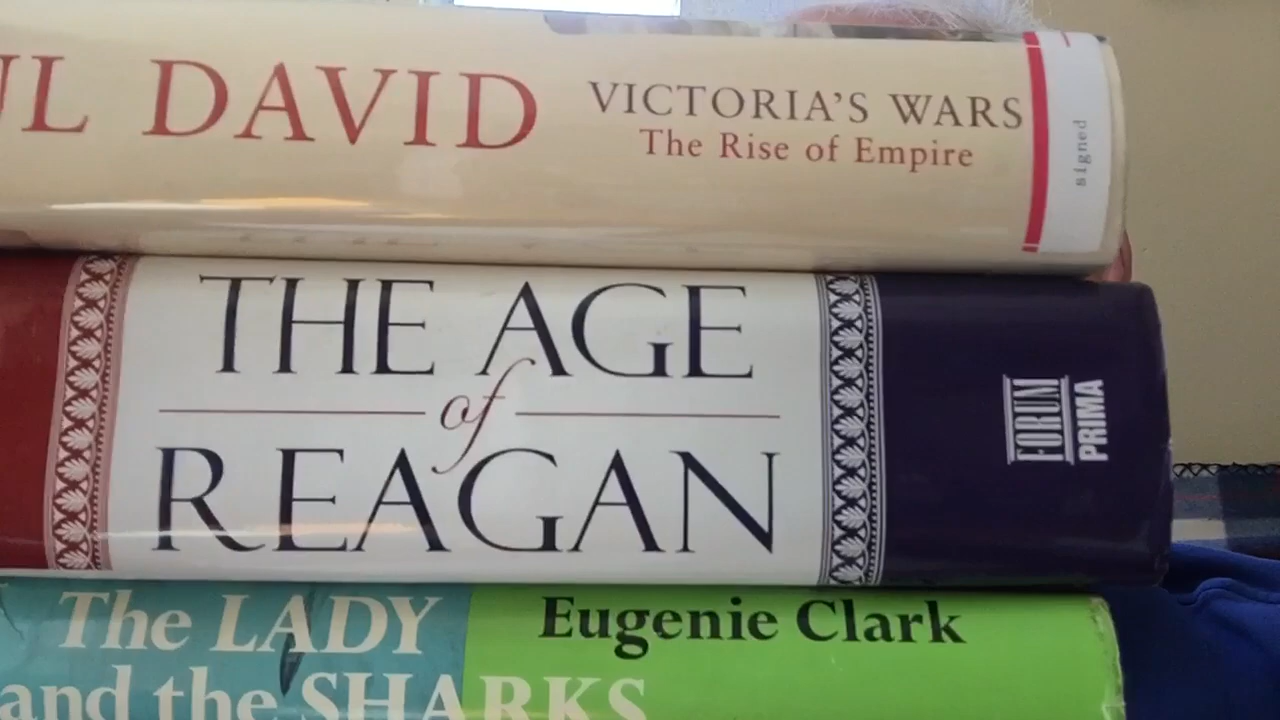 UL DAVID
VICTORIA'S WARS
The Rise of Empire
signed
THE AGE
of
REAGAN
FORUM
PRIMA
The LADY
and the SHARKS
Eugenie Clark